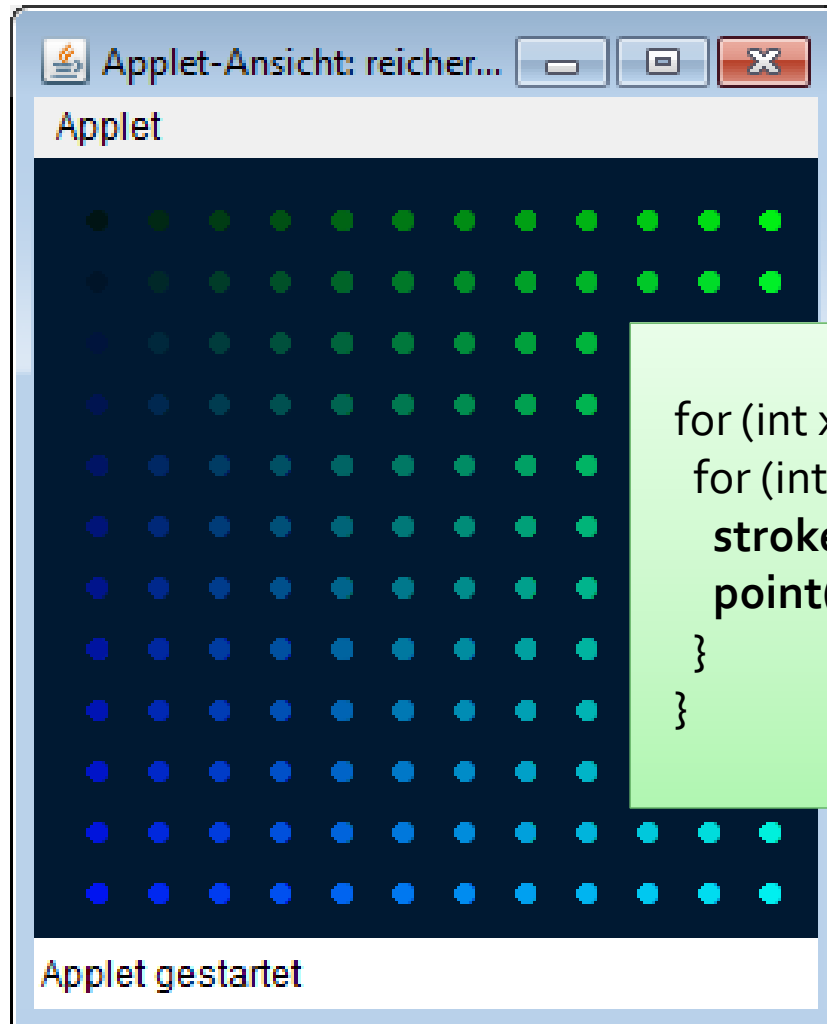 Applet-Ansicht: reicher...
Applet
for (int x
for (int
stroke
point(
}
}
Applet gestartet